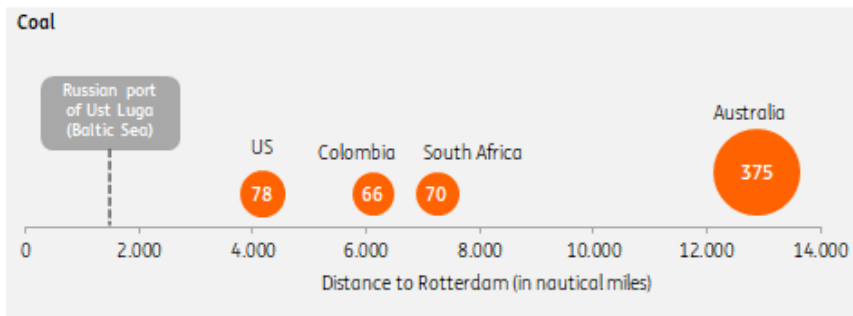 Coal
Russian port
of Ust Luga
(Baltic Sea)
US
Colombia
South Africa
Australia
78
66
70
375
0
2.000
4.000
6.000
8.000
10.000
12.000
14.000
Distance to Rotterdam (in nautical miles)